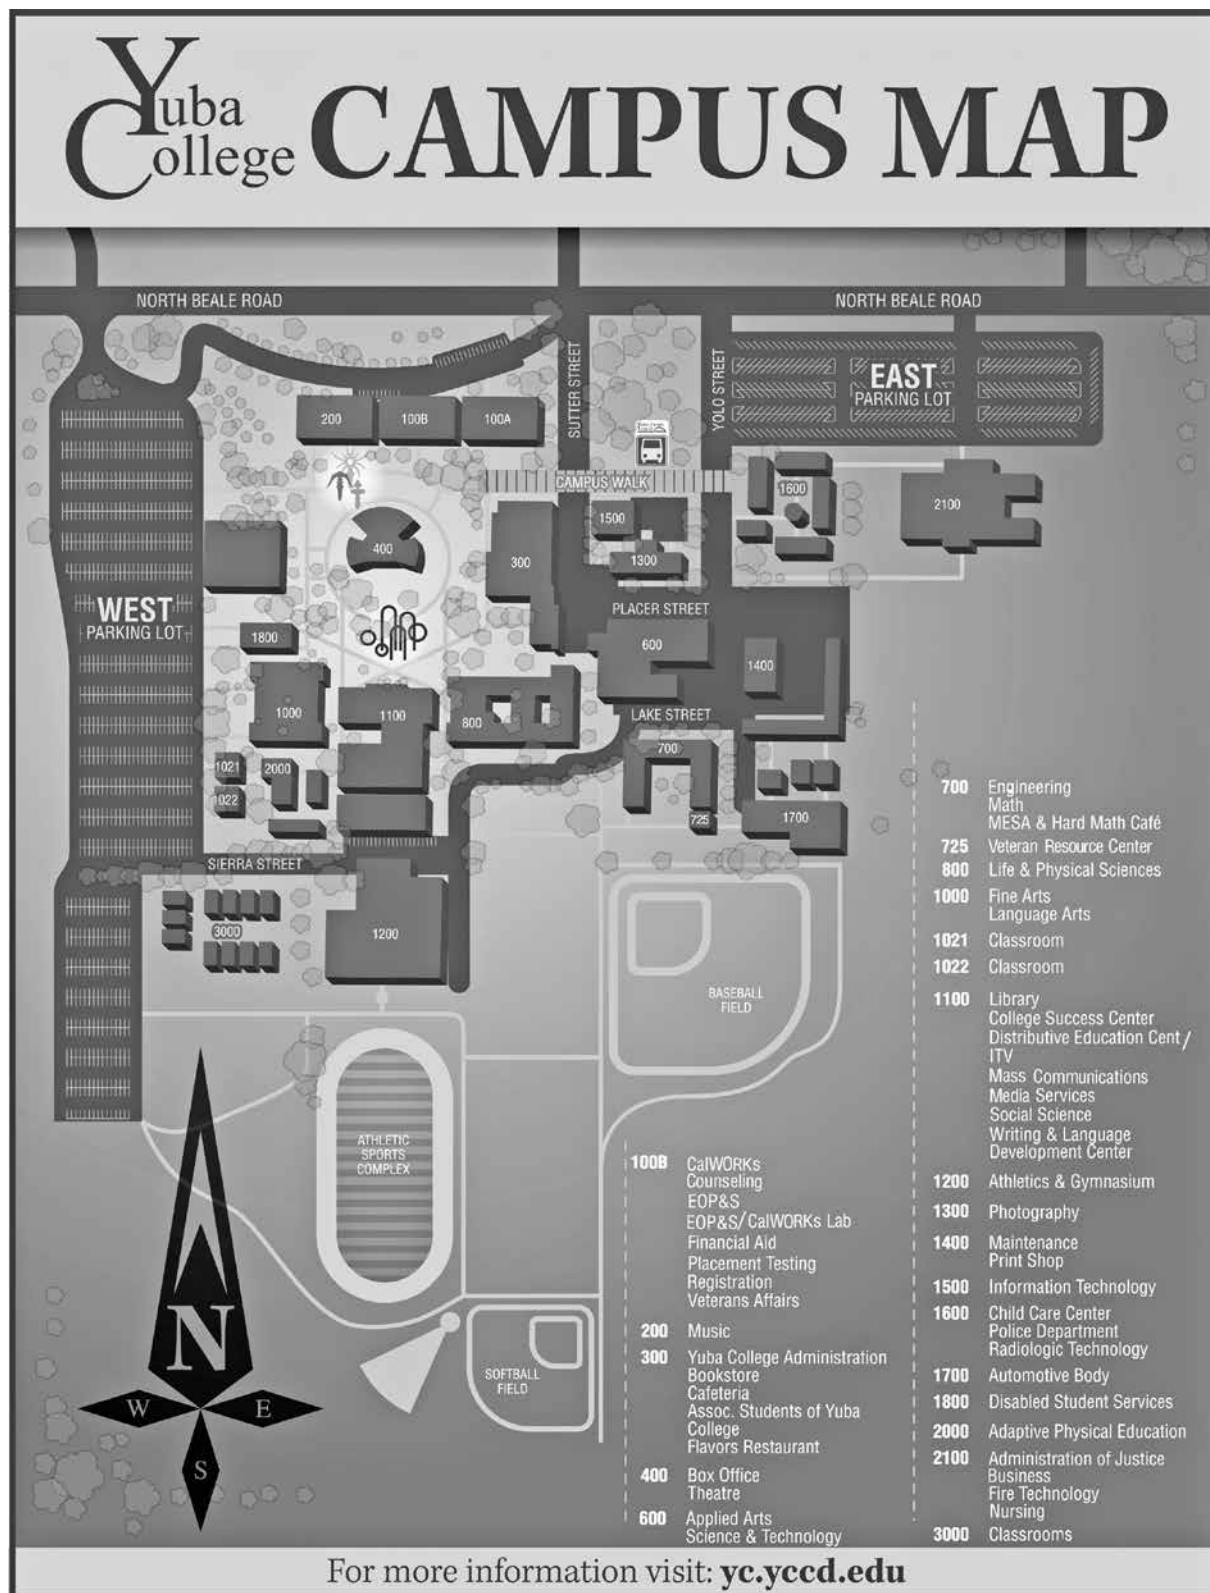 Yuba
College
CAMPUS MAP
NORTH BEALE ROAD
NORTH BEALE ROAD
SUTTER STREET
YOLO STREET
EAST
PARKING LOT
200
100B
100A
CAMPUS WALK
1600
2100
1500
400
300
1300
WEST
PARKING LOT
PLACER STREET
1800
600
1400
1000
1100
800
LAKE STREET
700
1021
2000
1022
725
1700
SIERRA STREET
3000
1200
BASEBALL
FIELD
ATHLETIC
SPORTS
COMPLEX
SOFTBALL
FIELD
N
W
E
S
100B CalWORKs
Counseling
EOP&S
EOP&S/CalWORKs Lab
Financial Aid
Placement Testing
Registration
Veterans Affairs
200 Music
300 Yuba College Administration
Bookstore
Cafeteria
Assoc. Students of Yuba
College
Flavors Restaurant
400 Box Office
Theatre
600 Applied Arts
Science & Technology
700 Engineering
Math
MESA & Hard Math Café
725 Veteran Resource Center
800 Life & Physical Sciences
1000 Fine Arts
Language Arts
1021 Classroom
1022 Classroom
1100 Library
College Success Center
Distributive Education Cent/
ITV
Mass Communications
Media Services
Social Science
Writing & Language
Development Center
1200 Athletics & Gymnasium
1300 Photography
1400 Maintenance
Print Shop
1500 Information Technology
1600 Child Care Center
Police Department
Radiologic Technology
1700 Automotive Body
1800 Disabled Student Services
2000 Adaptive Physical Education
2100 Administration of Justice
Business
Fire Technology
Nursing
3000 Classrooms
For more information visit: yc.yccd.edu